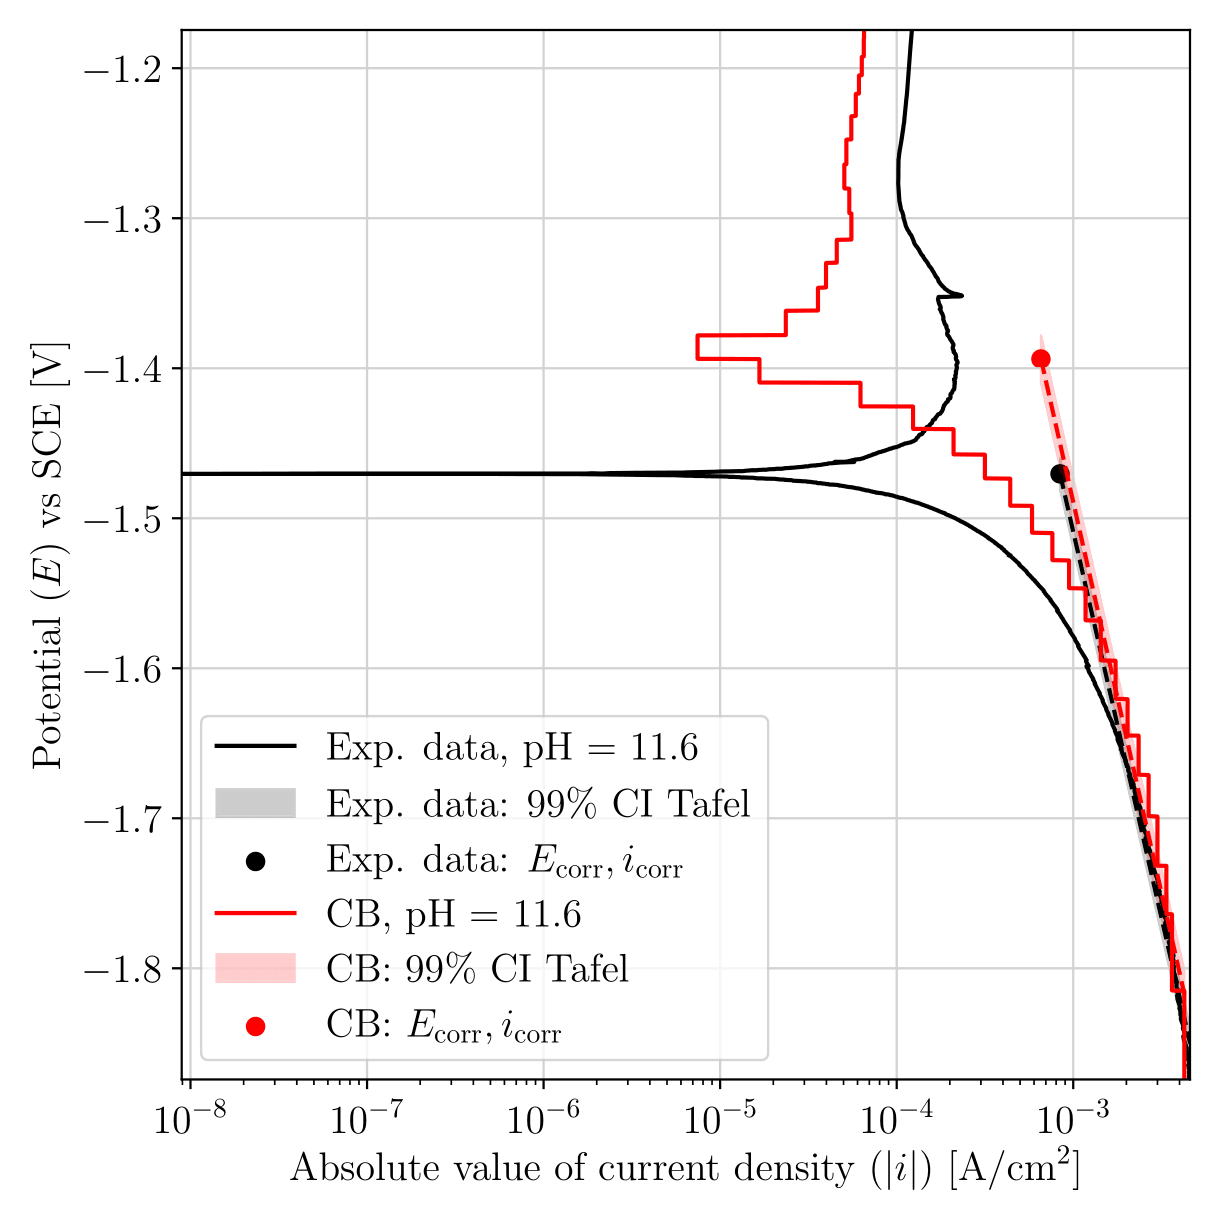 −1.2
−1.3
−1.4
−1.5
−1.6
−1.7
−1.8
Potential (E) vs SCE [V]
Exp. data, pH = 11.6
Exp. data: 99% CI Tafel
Exp. data: E_corr, i_corr
CB, pH = 11.6
CB: 99% CI Tafel
CB: E_corr, i_corr
10⁻⁸ 10⁻⁷ 10⁻⁶ 10⁻⁵ 10⁻⁴ 10⁻³
Absolute value of current density (|i|) [A/cm²]